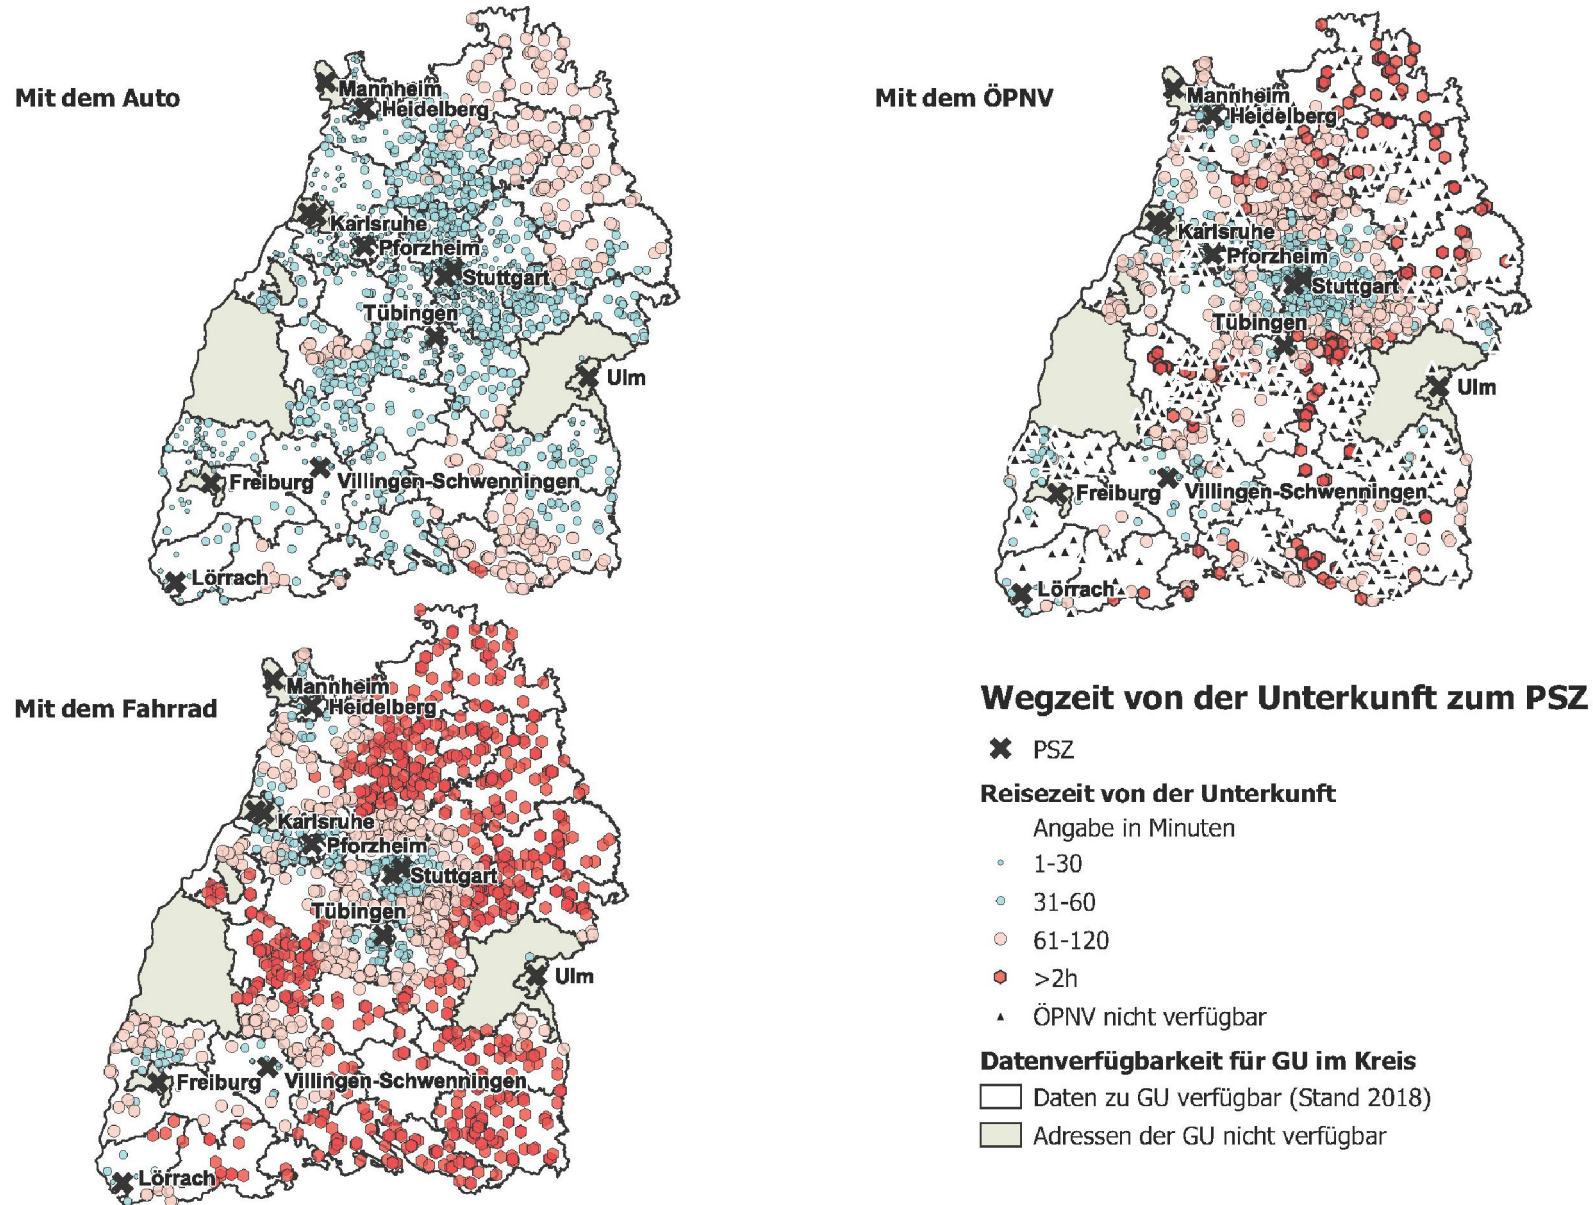 Mit dem Auto
Mannheim
Heidelberg
Karlsruhe
Pforzheim
Stuttgart
Tübingen
Ulm
Freiburg
Villingen-Schwenningen
Lörrach
Mit dem ÖPNV
Mannheim
Heidelberg
Karlsruhe
Pforzheim
Stuttgart
Tübingen
Ulm
Freiburg
Villingen-Schwenningen
Lörrach
Mit dem Fahrrad
Mannheim
Heidelberg
Karlsruhe
Pforzheim
Stuttgart
Tübingen
Ulm
Freiburg
Villingen-Schwenningen
Lörrach
Wegzeit von der Unterkunft zum PSZ
PSZ
Reisezeit von der Unterkunft
Angabe in Minuten
1-30
31-60
61-120
>2h
ÖPNV nicht verfügbar
Datenverfügbarkeit für GU im Kreis
Daten zu GU verfügbar (Stand 2018)
Adressen der GU nicht verfügbar